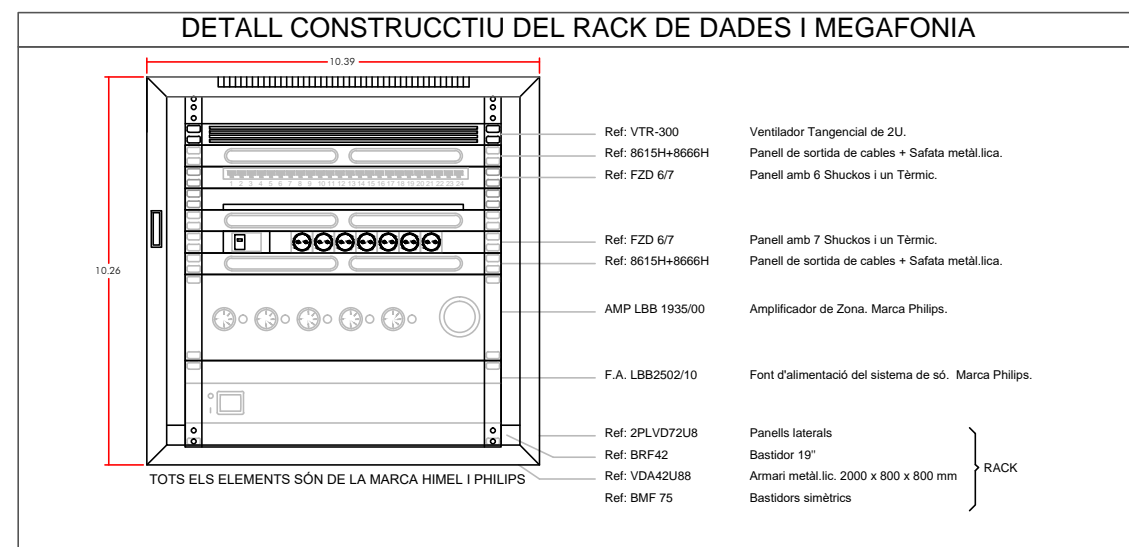 DETALL CONSTRUCCTIU DEL RACK DE DADES I MEGAFONIA
10.39
Ref: VTR-300 Ventilador Tangencial de 2U.
Ref: 8615H+8666H Panell de sortida de cables + Safata metàl.lica.
Ref: FZD 6/7 Panell amb 6 Shuckos i un Tèrmic.
1 2 3 4 5 6 7 8 9 10 11 12 13 14 15 16 17 18 19 20 21 22 23 24
Ref: FZD 6/7 Panell amb 7 Shuckos i un Tèrmic.
Ref: 8615H+8666H Panell de sortida de cables + Safata metàl.lica.
10.26
AMP LBB 1935/00 Amplificador de Zona. Marca Philips.
F.A. LBB2502/10 Font d'alimentació del sistema de só. Marca Philips.
Ref: 2PLVD72U8 Panells laterals
Ref: BRF42 Bastidor 19"
RACK
Ref: VDA42U88 Armari metàl.lic. 2000 x 800 x 800 mm
TOTS ELS ELEMENTS SÓN DE LA MARCA HIMEL I PHILIPS
Ref: BMF 75 Bastidors simètrics